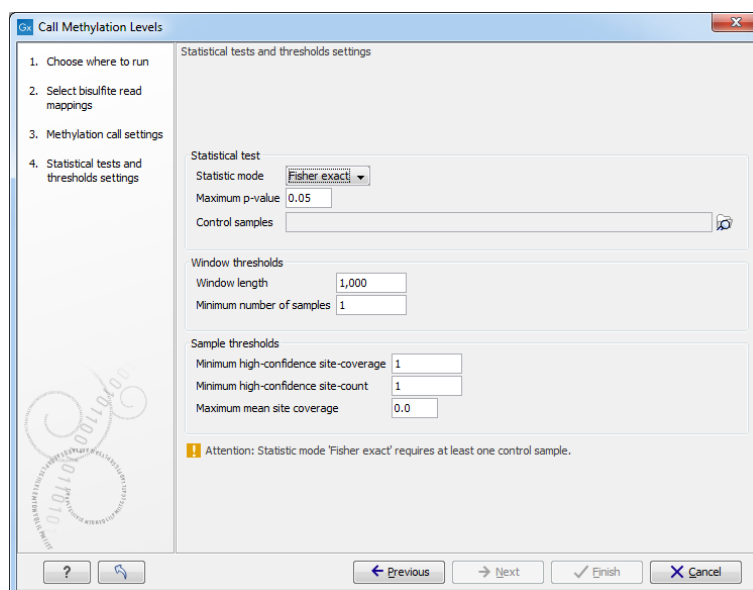 Gx Call Methylation Levels
1. Choose where to run
2. Select bisulfite read
mappings
3. Methylation call settings
4. Statistical tests and
thresholds settings
Statistical tests and thresholds settings
Statistical test
Statistic mode Fisher exact
Maximum p-value 0.05
Control samples
Window thresholds
Window length 1,000
Minimum number of samples 1
Sample thresholds
Minimum high-confidence site-coverage 1
Minimum high-confidence site-count 1
Maximum mean site coverage 0.0
Attention: Statistic mode 'Fisher exact' requires at least one control sample.
? Previous Next Finish Cancel